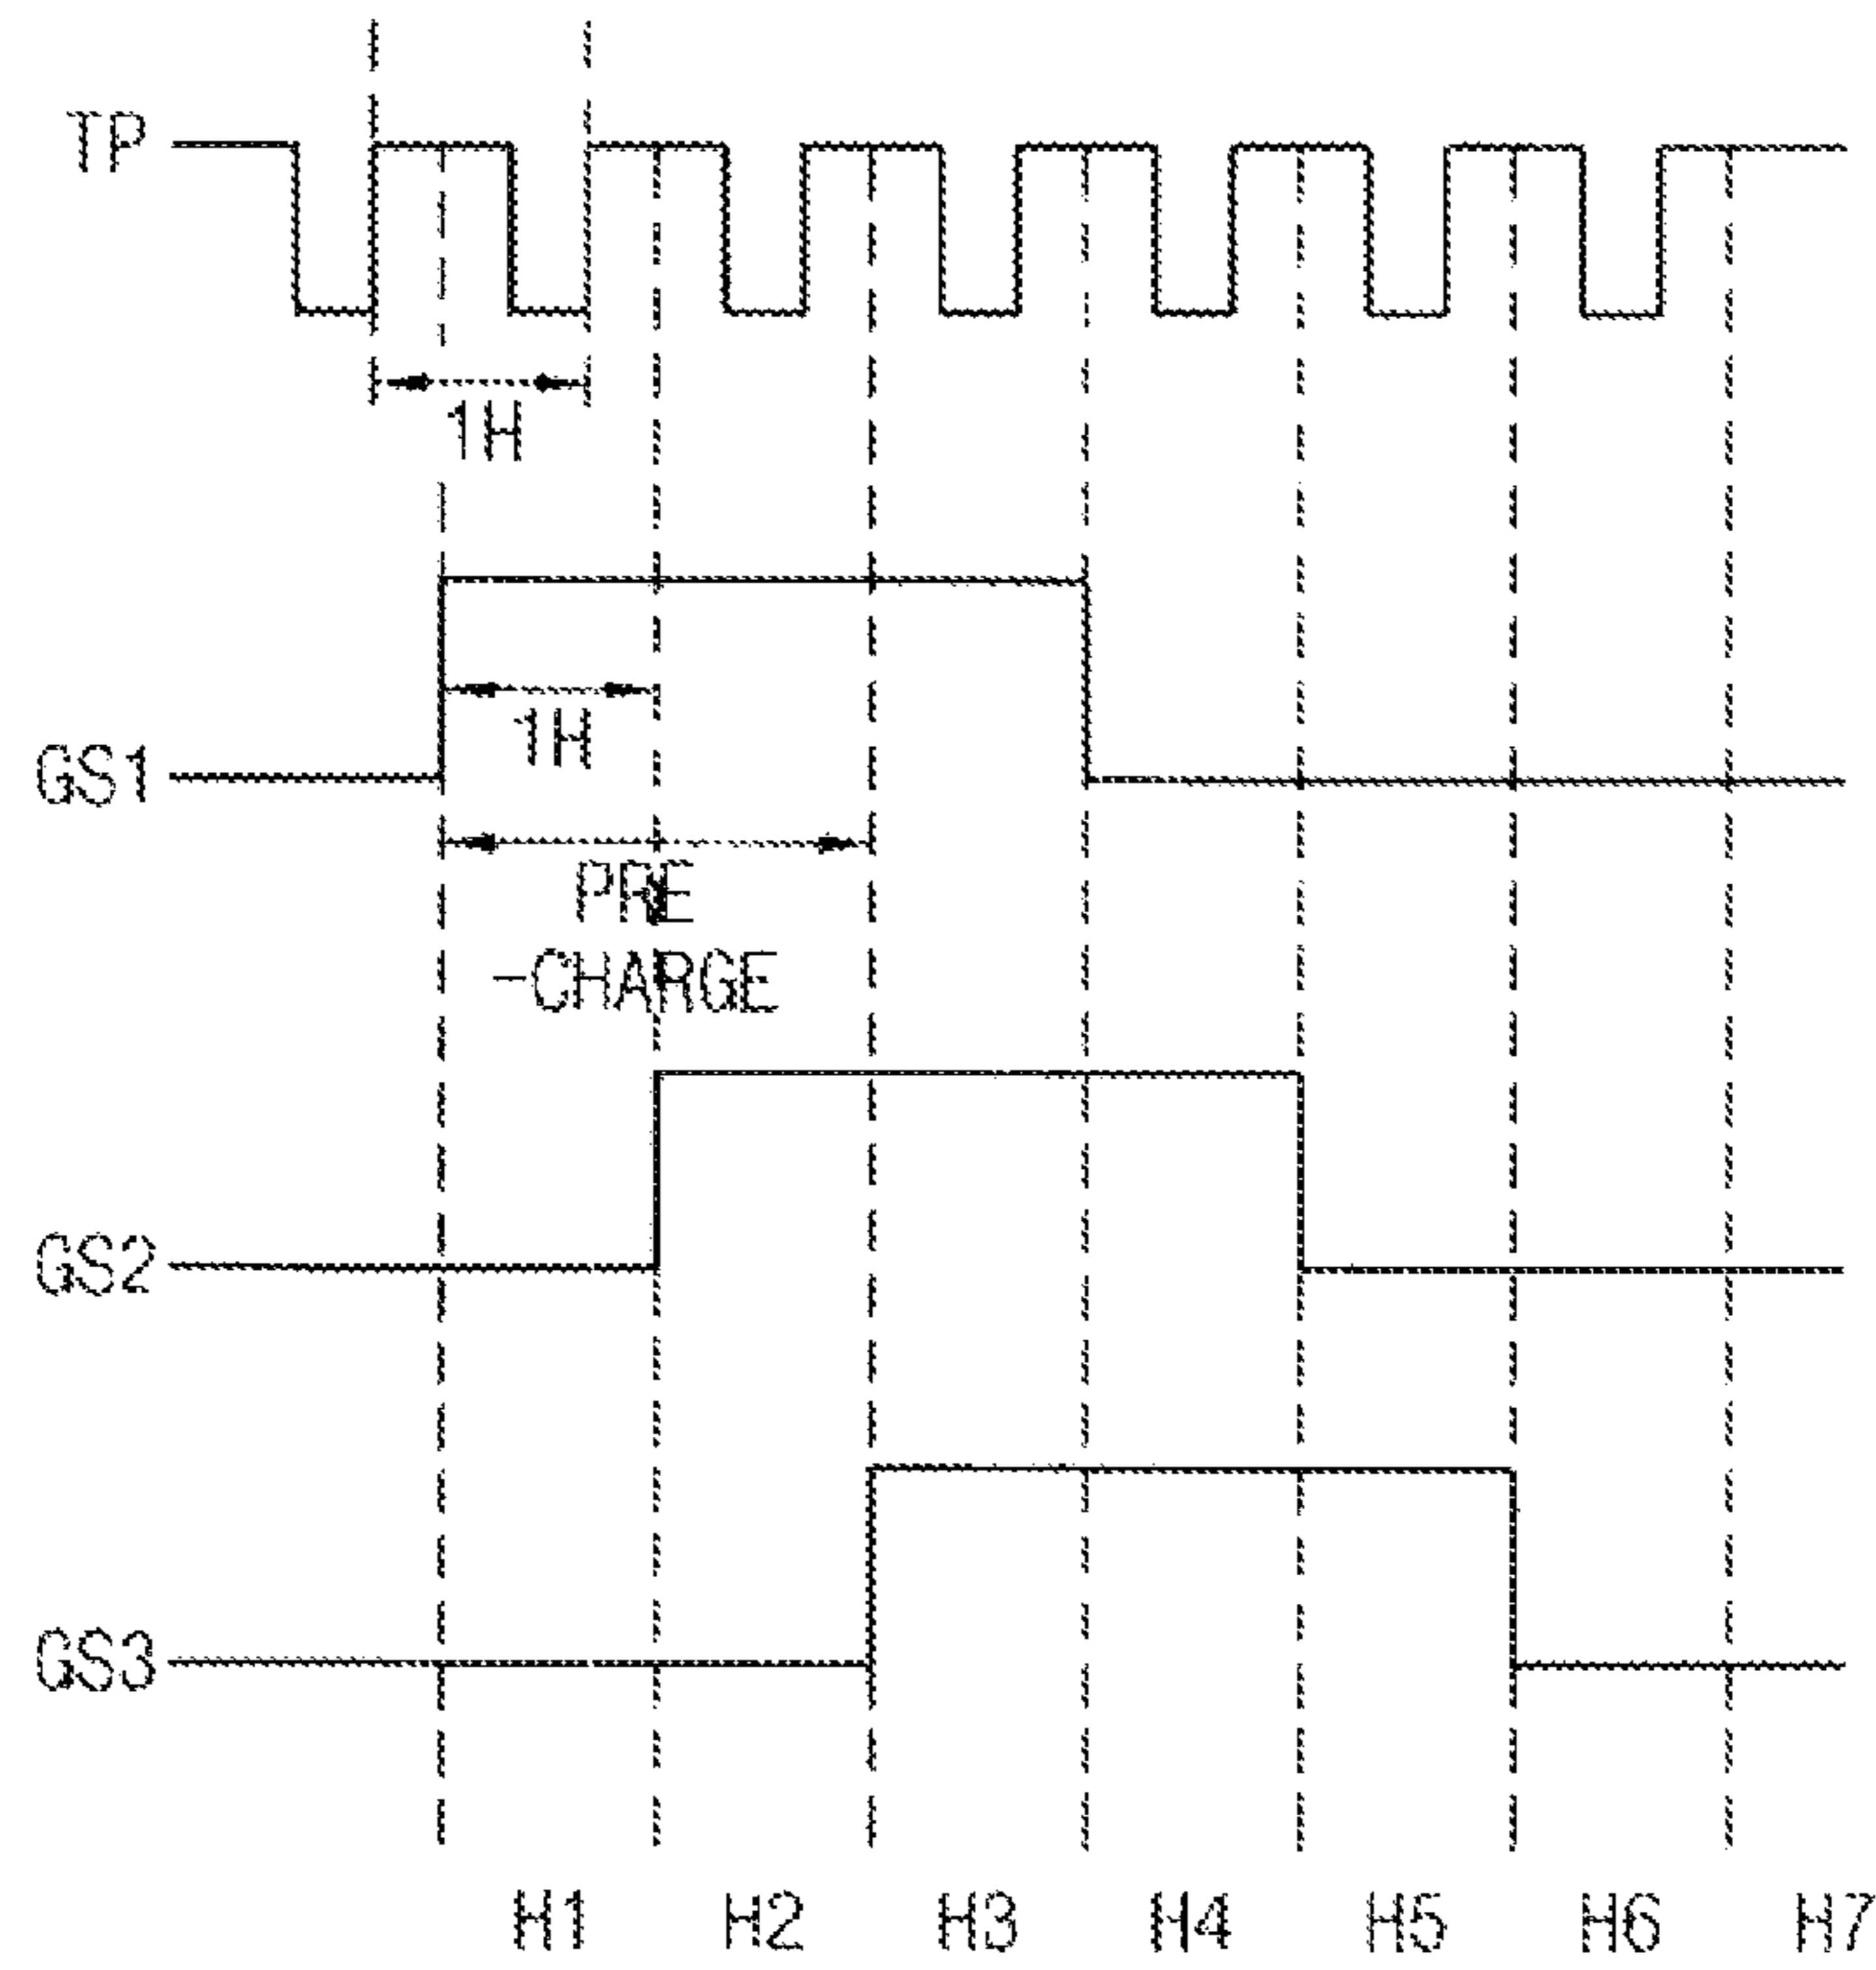 TP
1H
1H
GS1
PRE
-CHARGE
GS2
GS3
H1 H2 H3 H4 H5 H6 H7